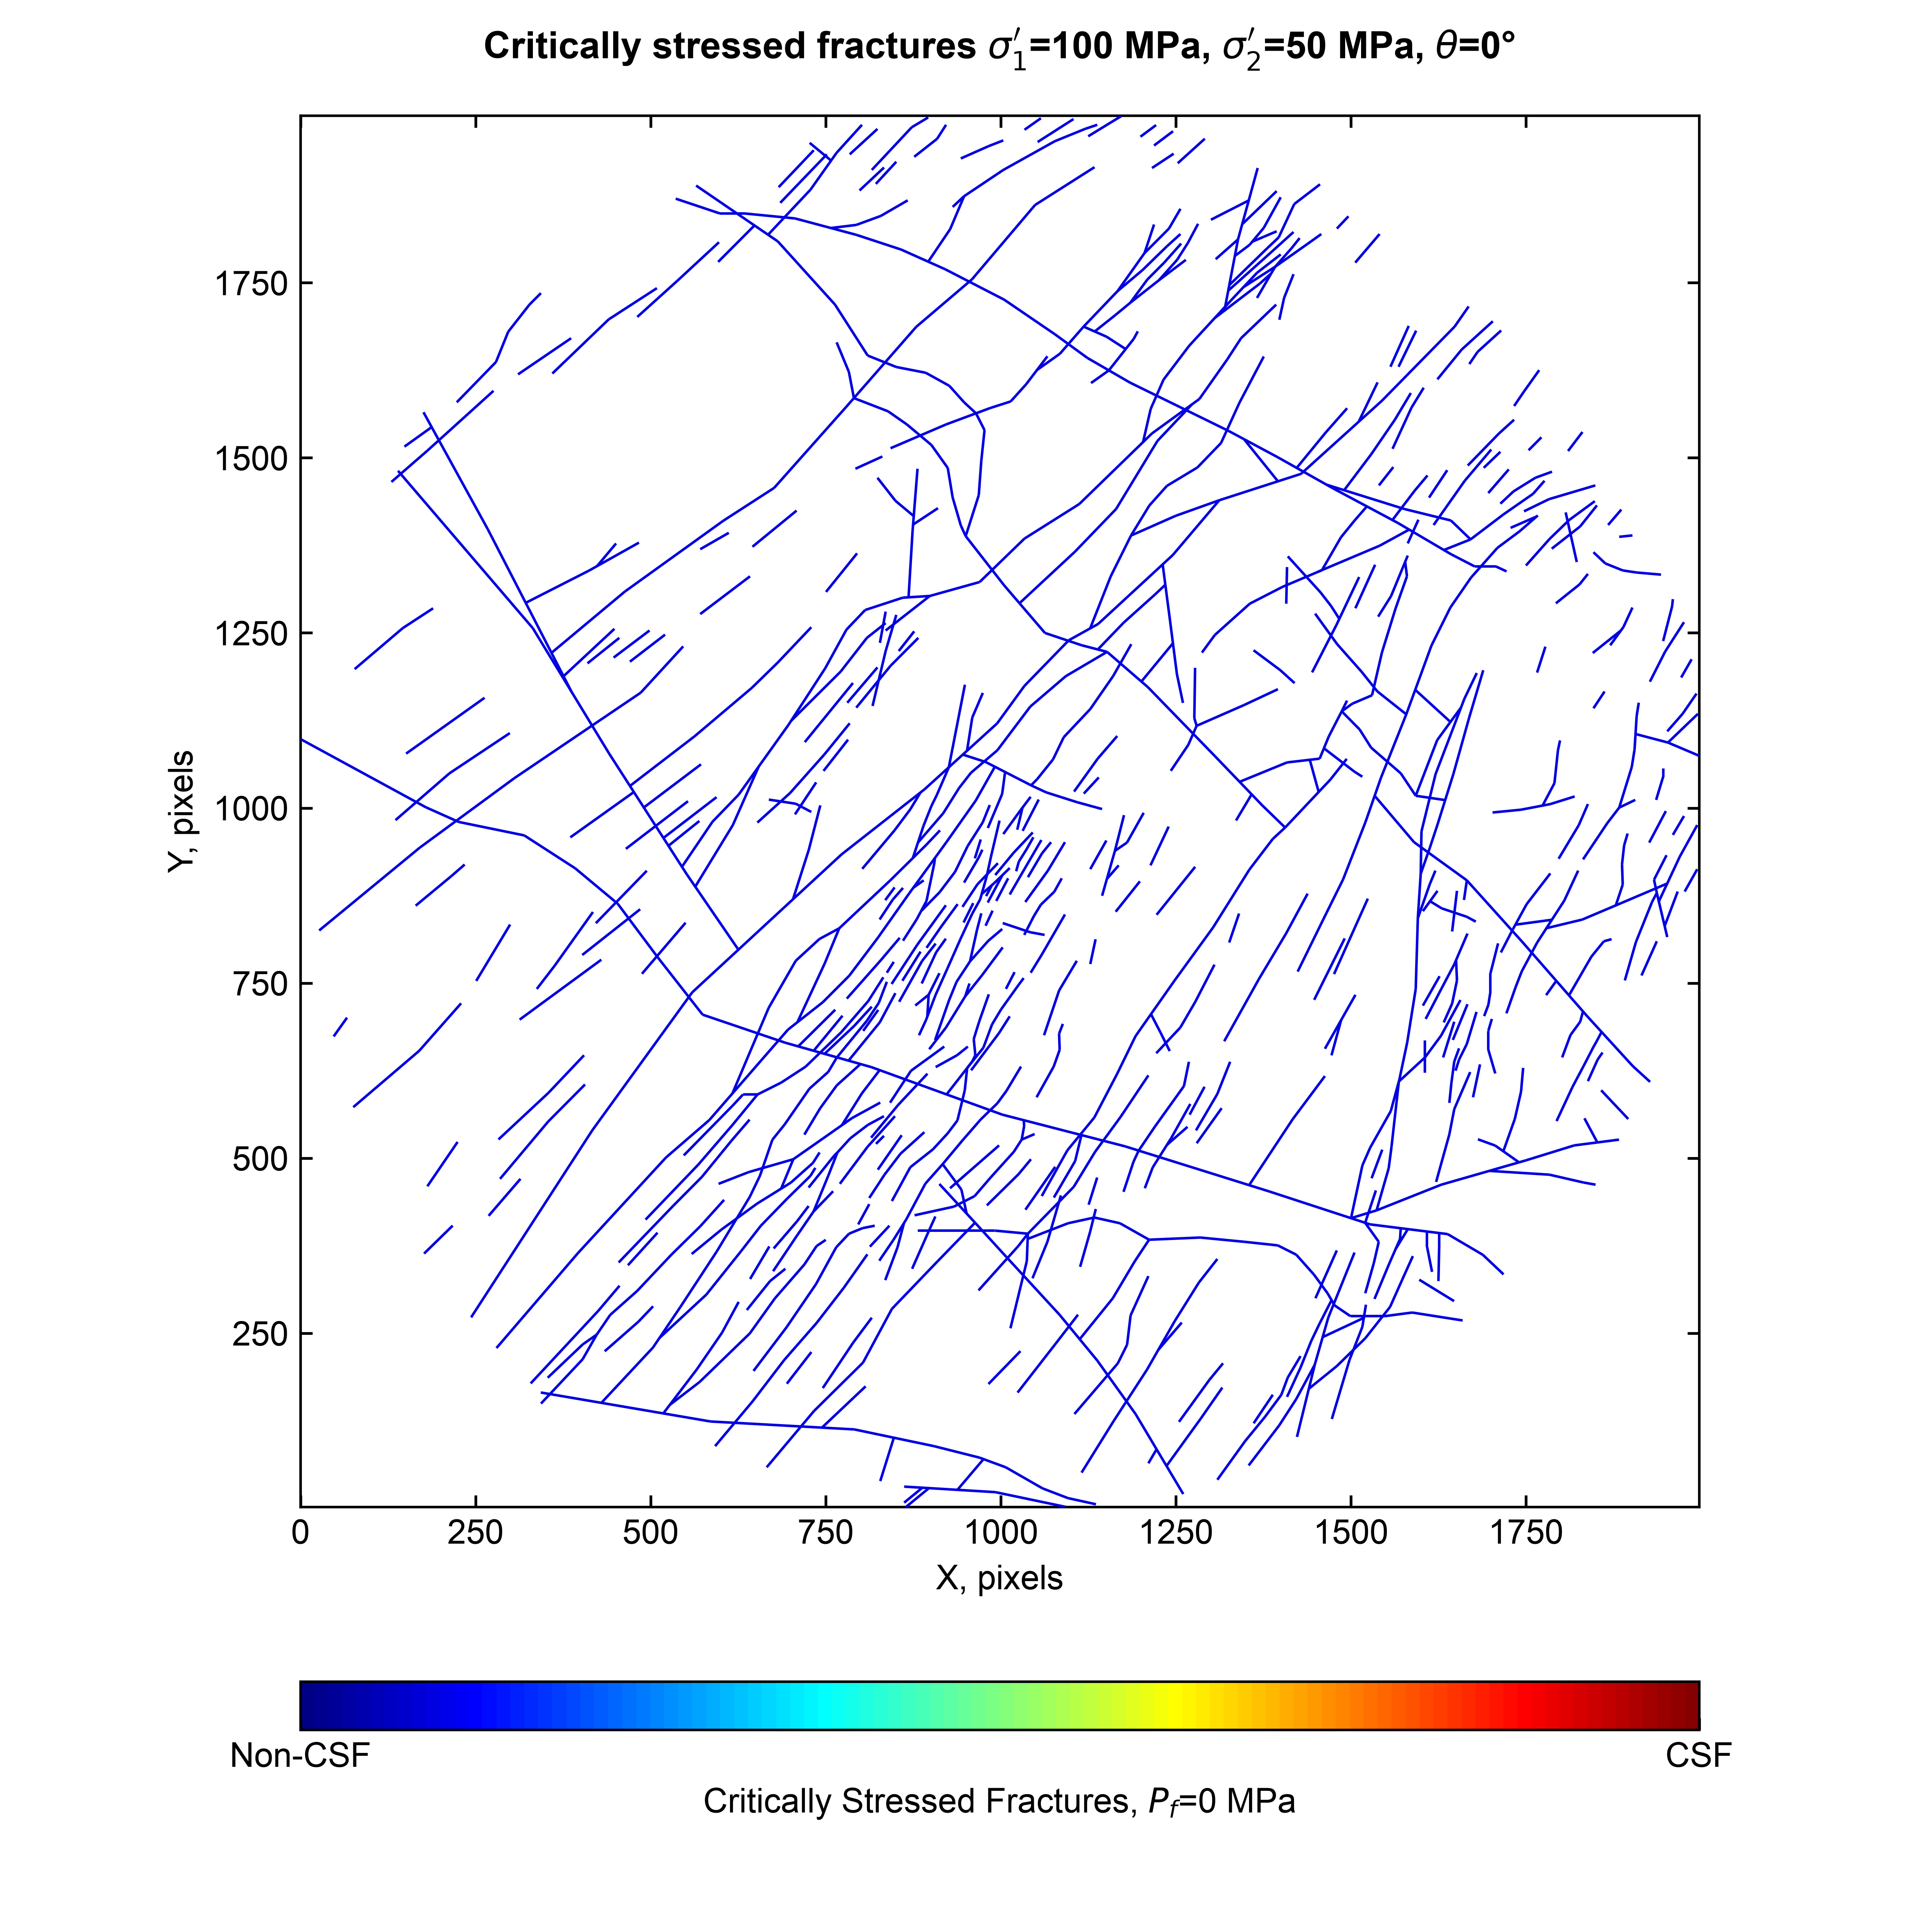 Critically stressed fractures σ′₁=100 MPa, σ′₂=50 MPa, θ=0°
1750
1500
1250
1000
750
500
250
Y, pixels
0 250 500 750 1000 1250 1500 1750
X, pixels
Non-CSF CSF
Critically Stressed Fractures, P_f=0 MPa